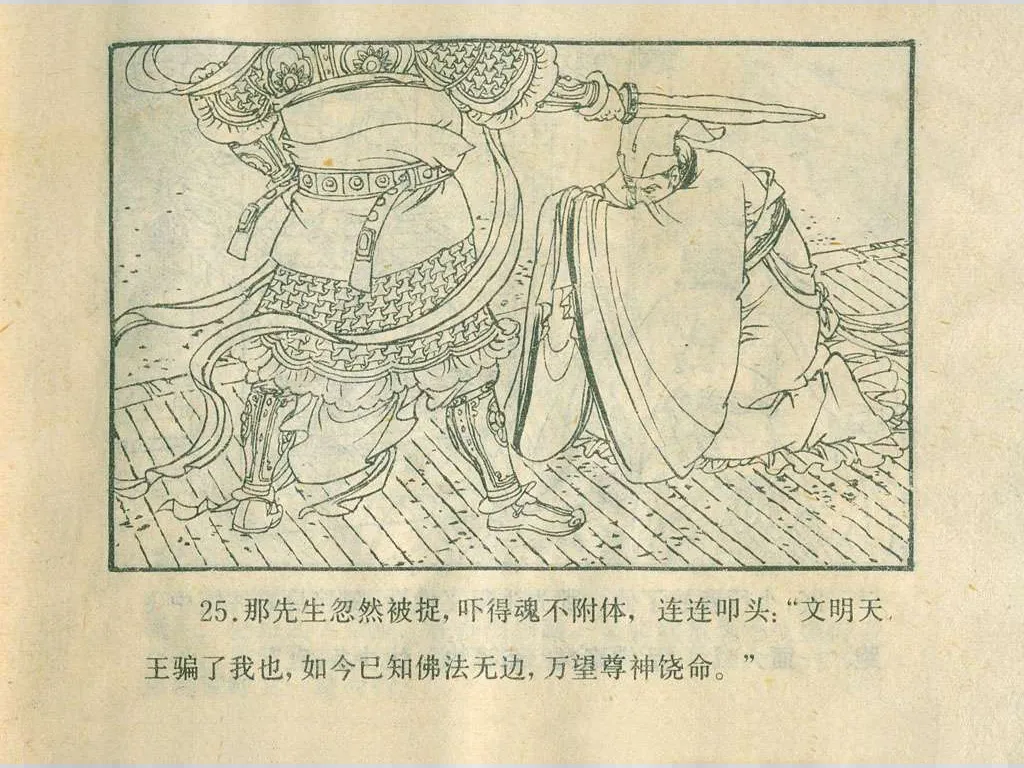 25.那先生忽然被捉,吓得魂不附体,连连叩头:“文明天
王骗了我也,如今已知佛法无边,万望尊神饶命。”